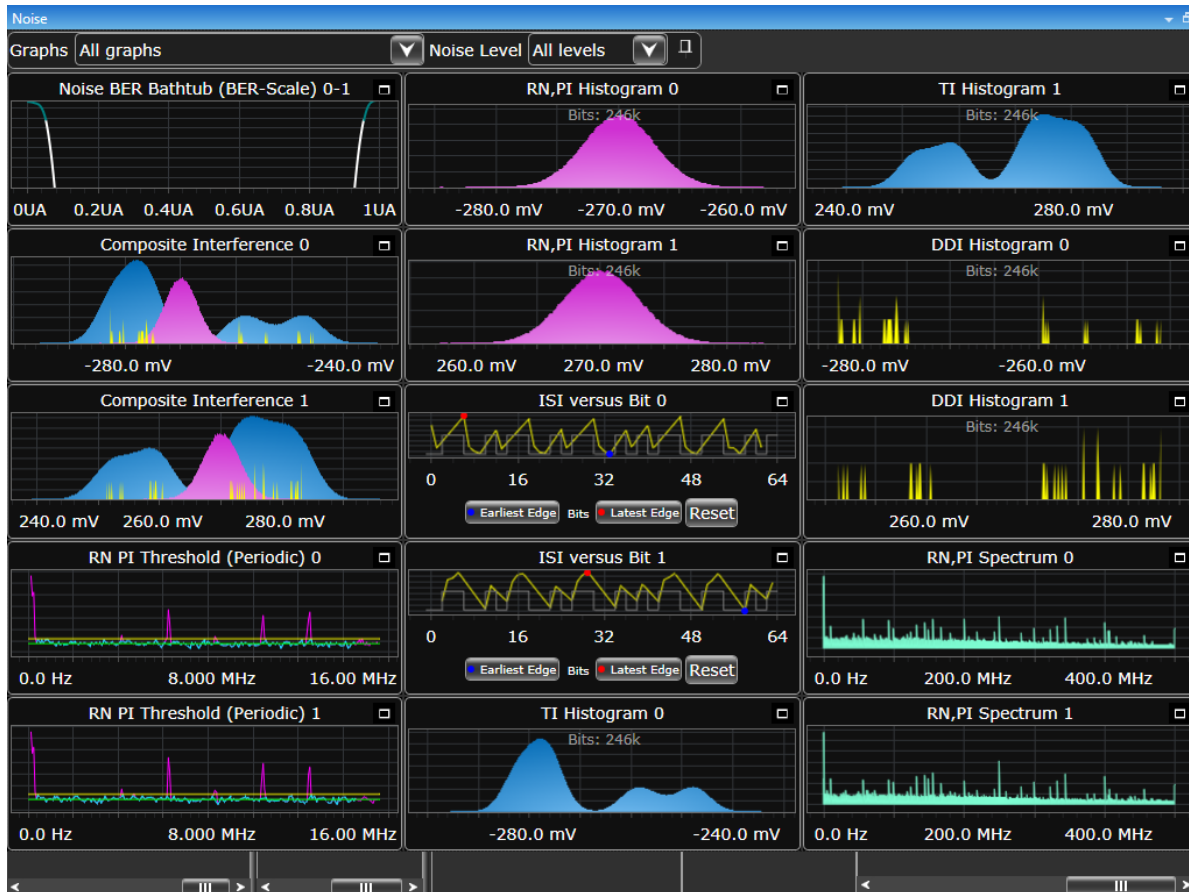 Noise
Graphs All graphs Noise Level All levels
Noise BER Bathtub (BER-Scale) 0-1
0UA 0.2UA 0.4UA 0.6UA 0.8UA 1UA
RN,PI Histogram 0
Bits: 246k
-280.0 mV -270.0 mV -260.0 mV
TI Histogram 1
Bits: 246k
240.0 mV 280.0 mV
Composite Interference 0
-280.0 mV -240.0 mV
RN,PI Histogram 1
Bits: 246k
260.0 mV 270.0 mV 280.0 mV
DDI Histogram 0
Bits: 246k
-280.0 mV -260.0 mV
Composite Interference 1
240.0 mV 260.0 mV 280.0 mV
ISI versus Bit 0
0 16 32 48 64
Earliest Edge Bits Latest Edge Reset
DDI Histogram 1
Bits: 246k
260.0 mV 280.0 mV
RN PI Threshold (Periodic) 0
0.0 Hz 8.000 MHz 16.00 MHz
ISI versus Bit 1
0 16 32 48 64
Earliest Edge Bits Latest Edge Reset
RN,PI Spectrum 0
0.0 Hz 200.0 MHz 400.0 MHz
RN PI Threshold (Periodic) 1
0.0 Hz 8.000 MHz 16.00 MHz
TI Histogram 0
Bits: 246k
-280.0 mV -240.0 mV
RN,PI Spectrum 1
0.0 Hz 200.0 MHz 400.0 MHz